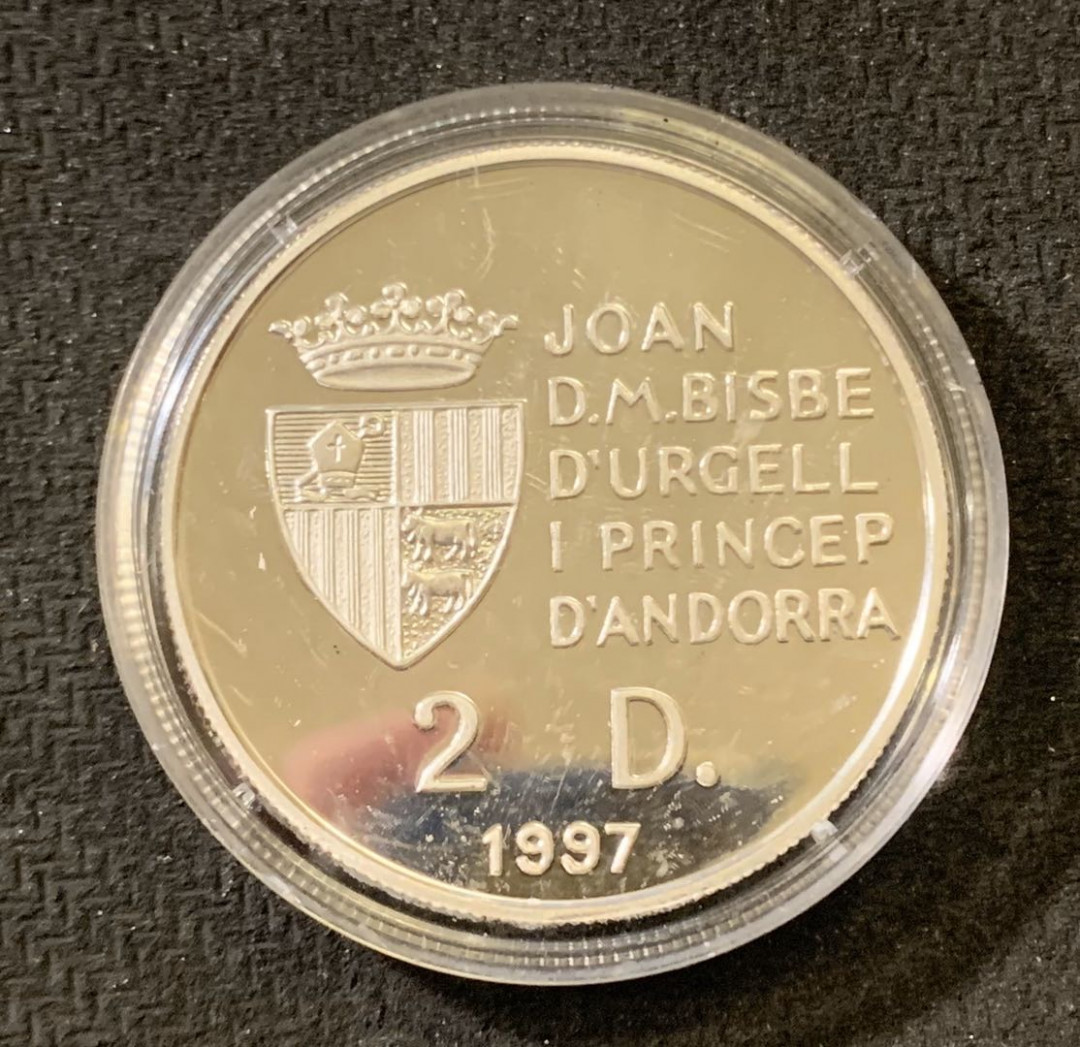 JOAN
D.M.BISBE
D'URGELL
I PRINCEP
D'ANDORRA
2 D.
1997